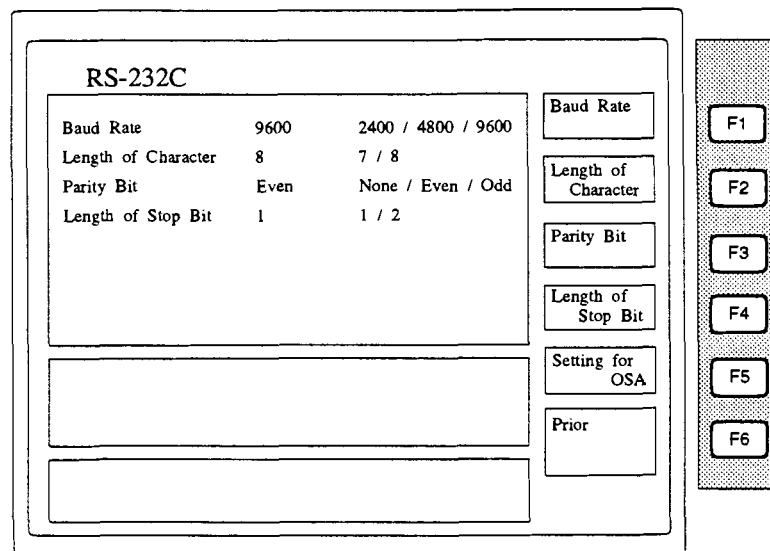 RS-232C
Baud Rate 9600 2400 / 4800 / 9600
Length of Character 8 7 / 8
Parity Bit Even None / Even / Odd
Length of Stop Bit 1 1 / 2
Baud Rate
Length of
Character
Parity Bit
Length of
Stop Bit
Setting for
OSA
Prior
F1
F2
F3
F4
F5
F6